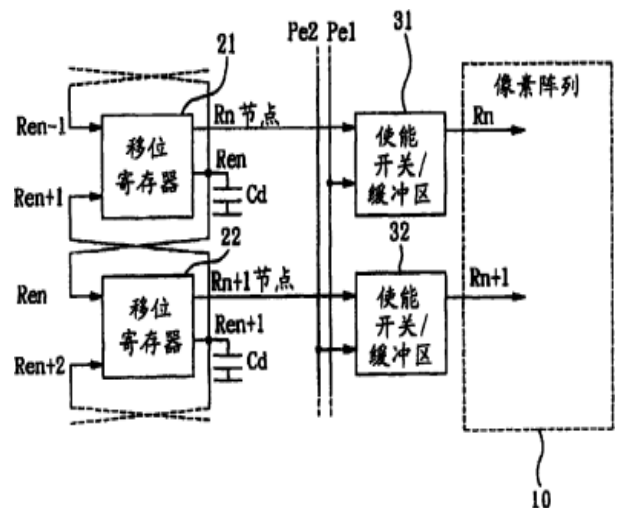 Pe2 Pe1
21
31
像素阵列
Ren-1
Rn 节点
Rn
移位
寄存器
使能
开关/
缓冲区
Ren
Ren+1
Cd
22
32
Ren
Rn+1 节点
Rn+1
移位
寄存器
使能
开关/
缓冲区
Ren+1
Ren+2
Cd
10